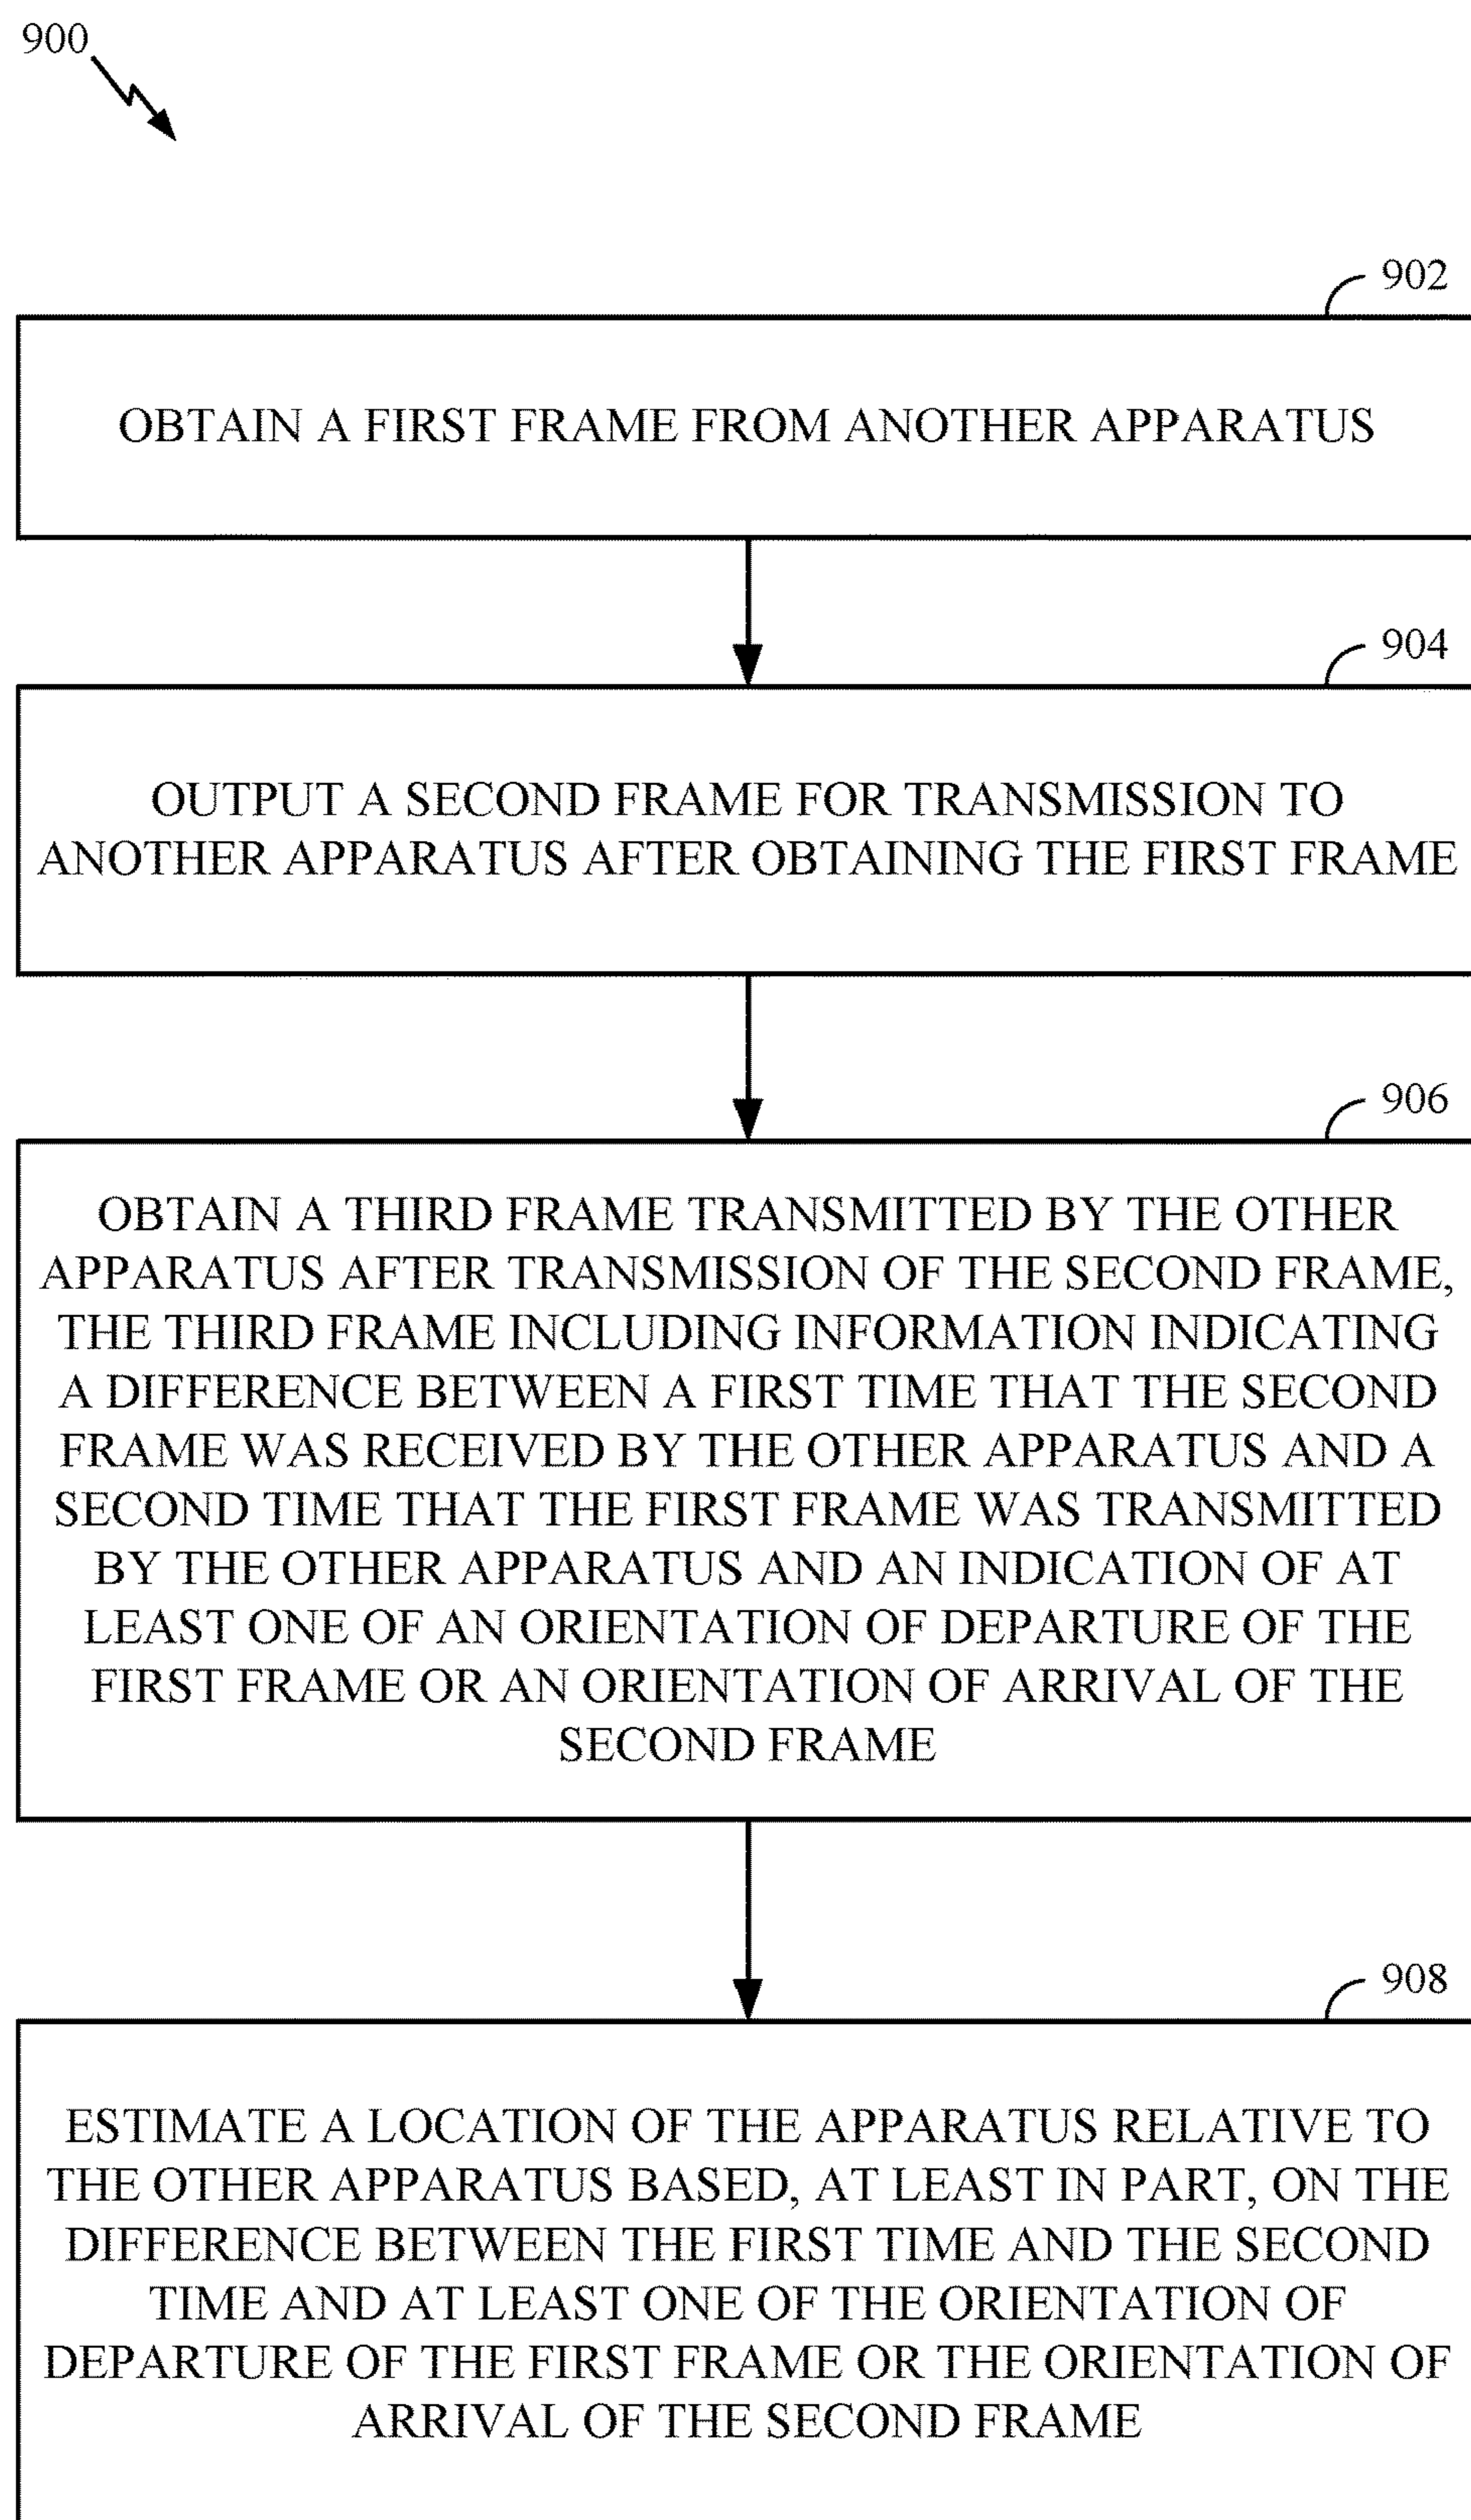 900
902
OBTAIN A FIRST FRAME FROM ANOTHER APPARATUS
904
OUTPUT A SECOND FRAME FOR TRANSMISSION TO
ANOTHER APPARATUS AFTER OBTAINING THE FIRST FRAME
906
OBTAIN A THIRD FRAME TRANSMITTED BY THE OTHER
APPARATUS AFTER TRANSMISSION OF THE SECOND FRAME,
THE THIRD FRAME INCLUDING INFORMATION INDICATING
A DIFFERENCE BETWEEN A FIRST TIME THAT THE SECOND
FRAME WAS RECEIVED BY THE OTHER APPARATUS AND A
SECOND TIME THAT THE FIRST FRAME WAS TRANSMITTED
BY THE OTHER APPARATUS AND AN INDICATION OF AT
LEAST ONE OF AN ORIENTATION OF DEPARTURE OF THE
FIRST FRAME OR AN ORIENTATION OF ARRIVAL OF THE
SECOND FRAME
908
ESTIMATE A LOCATION OF THE APPARATUS RELATIVE TO
THE OTHER APPARATUS BASED, AT LEAST IN PART, ON THE
DIFFERENCE BETWEEN THE FIRST TIME AND THE SECOND
TIME AND AT LEAST ONE OF THE ORIENTATION OF
DEPARTURE OF THE FIRST FRAME OR THE ORIENTATION OF
ARRIVAL OF THE SECOND FRAME